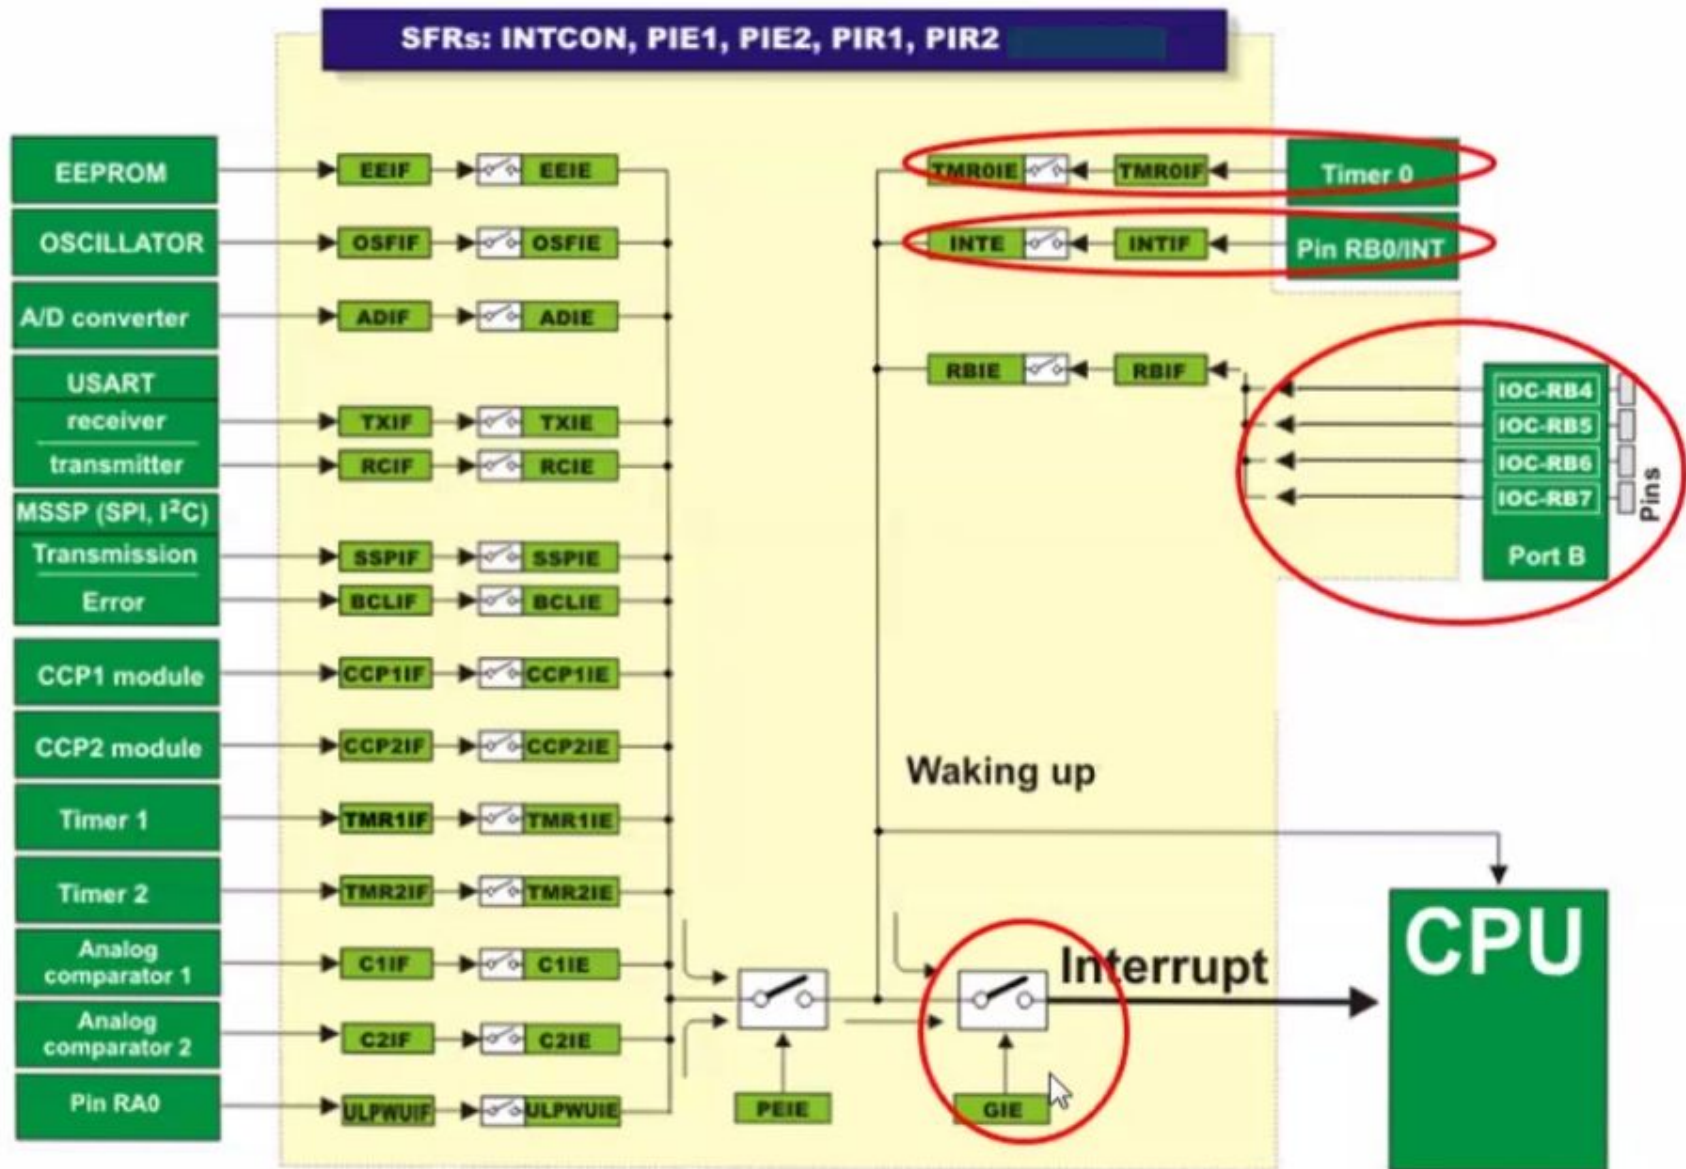 SFRs: INTCON, PIE1, PIE2, PIR1, PIR2
EEPROM
EEIF
EEIE
OSCILLATOR
OSFIF
OSFIE
A/D converter
ADIF
ADIE
USART
receiver
TXIF
TXIE
transmitter
RCIF
RCIE
MSSP (SPI, I²C)
Transmission
SSPIF
SSPIE
Error
BCLIF
BCLIE
CCP1 module
CCP1IF
CCP1IE
CCP2 module
CCP2IF
CCP2IE
Timer 1
TMR1IF
TMR1IE
Timer 2
TMR2IF
TMR2IE
Analog
comparator 1
C1IF
C1IE
Analog
comparator 2
C2IF
C2IE
Pin RA0
ULPWUIF
ULPWUIE
TMR0IE
TMR0IF
Timer 0
INTE
INTIF
Pin RB0/INT
RBIE
RBIF
IOC-RB4
IOC-RB5
IOC-RB6
IOC-RB7
Pins
Port B
Waking up
Interrupt
CPU
PEIE
GIE